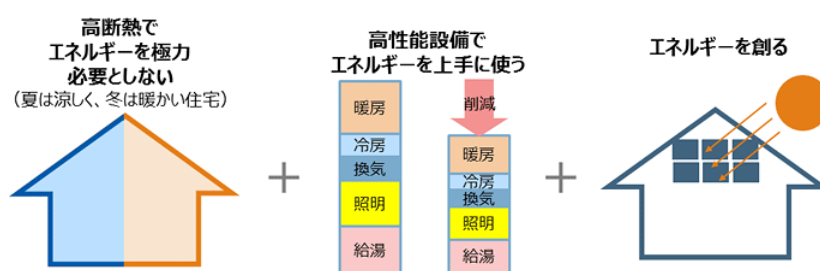 高断熱で
エネルギーを極力
必要としない
（夏は涼しく、冬は暖かい住宅）
高性能設備で
エネルギーを上手に使う
暖房
冷房
換気
照明
給湯
削減
暖房
冷房
換気
照明
給湯
エネルギーを創る